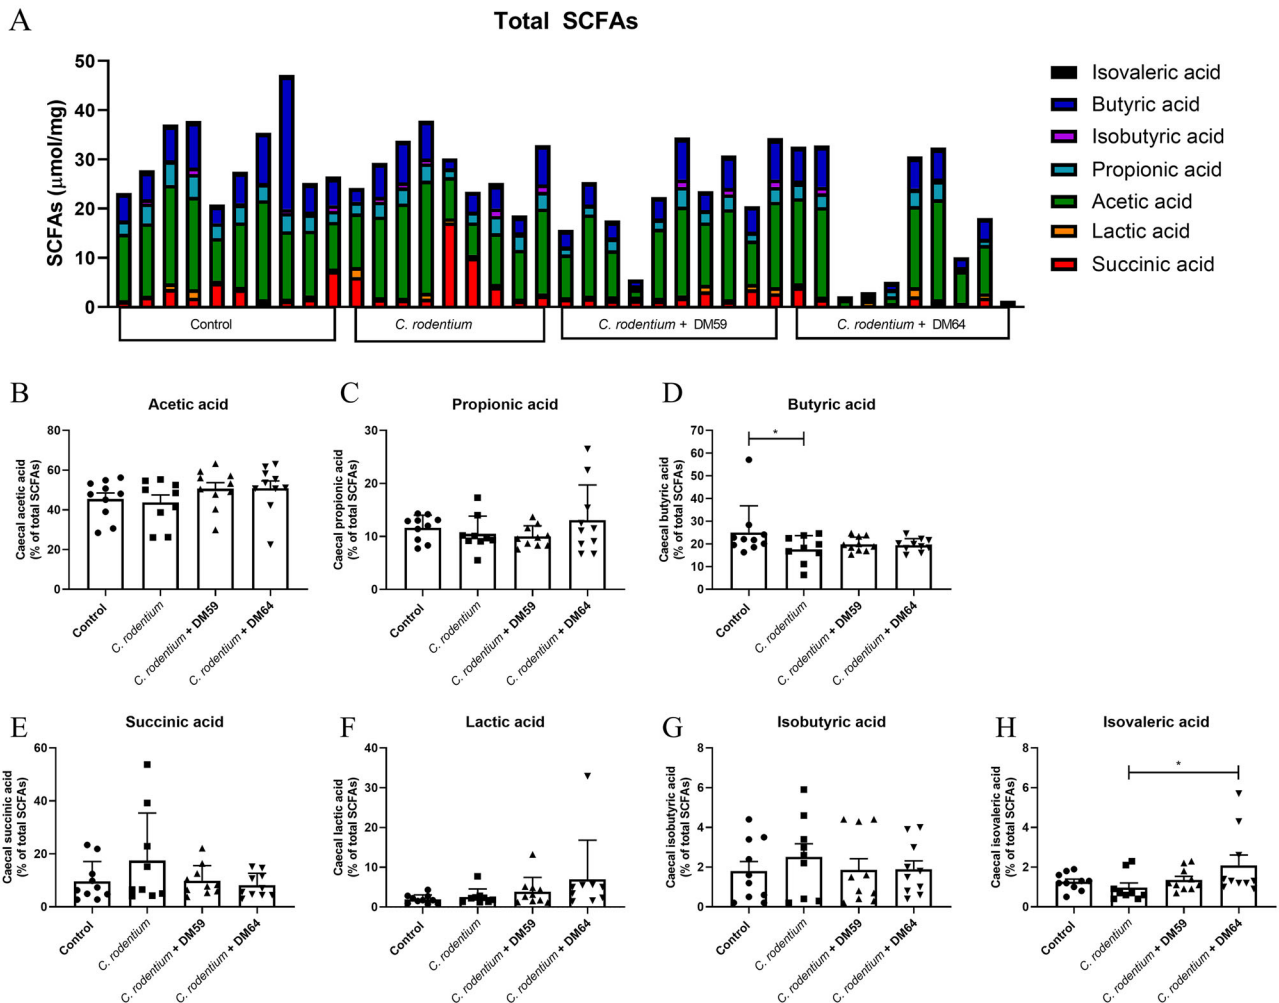 A
Total SCFAs
SCFAs (µmol/mg)
50
40
30
20
10
0
Control
C. rodentium
C. rodentium + DM59
C. rodentium + DM64
Isovaleric acid
Butyric acid
Isobutyric acid
Propionic acid
Acetic acid
Lactic acid
Succinic acid
B
Acetic acid
Caecal acetic acid
(% of total SCFAs)
80
60
40
20
0
Control
C. rodentium
C. rodentium + DM59
C. rodentium + DM64
C
Propionic acid
Caecal propionic acid
(% of total SCFAs)
30
20
10
0
Control
C. rodentium
C. rodentium + DM59
C. rodentium + DM64
D
Butyric acid
Caecal butyric acid
(% of total SCFAs)
70
60
50
40
30
20
10
0
*
Control
C. rodentium
C. rodentium + DM59
C. rodentium + DM64
E
Succinic acid
Caecal succinic acid
(% of total SCFAs)
60
40
20
0
Control
C. rodentium
C. rodentium + DM59
C. rodentium + DM64
F
Lactic acid
Caecal lactic acid
(% of total SCFAs)
40
30
20
10
0
Control
C. rodentium
C. rodentium + DM59
C. rodentium + DM64
G
Isobutyric acid
Caecal isobutyric acid
(% of total SCFAs)
8
6
4
2
0
Control
C. rodentium
C. rodentium + DM59
C. rodentium + DM64
H
Isovaleric acid
Caecal isovaleric acid
(% of total SCFAs)
8
6
4
2
0
*
Control
C. rodentium
C. rodentium + DM59
C. rodentium + DM64